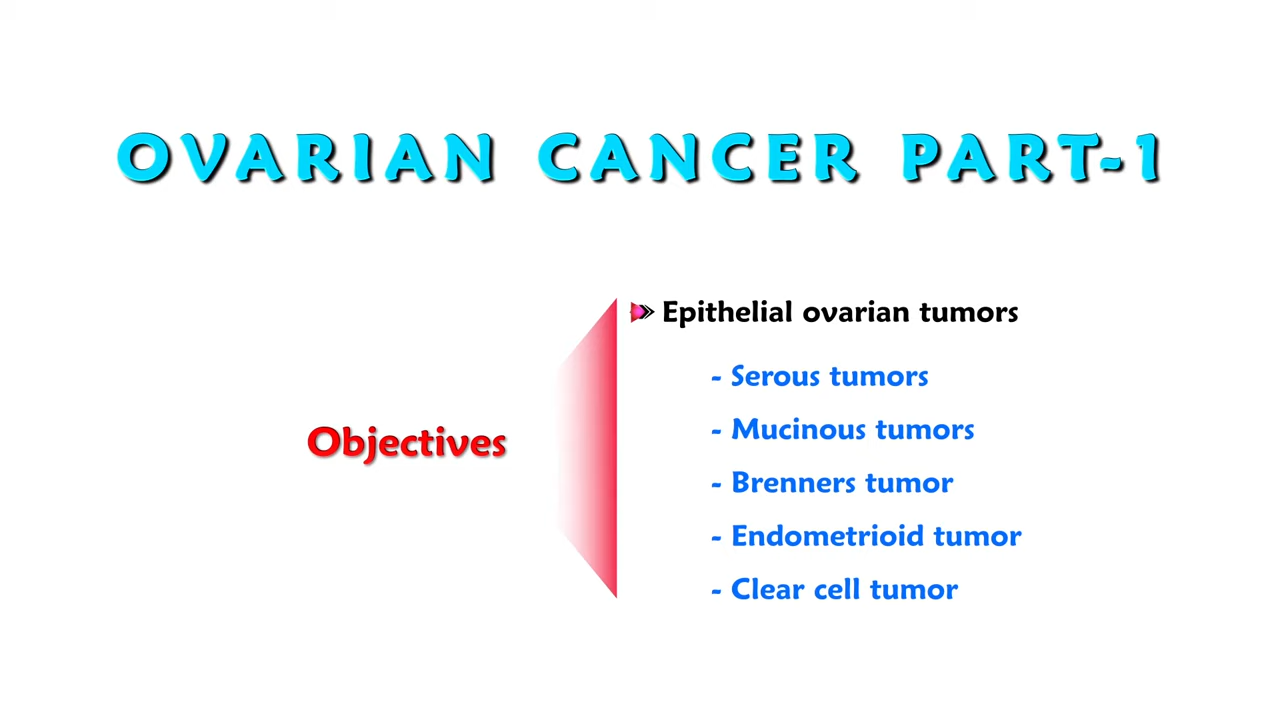 OVARIAN CANCER PART-1
Objectives
Epithelial ovarian tumors
- Serous tumors
- Mucinous tumors
- Brenners tumor
- Endometrioid tumor
- Clear cell tumor